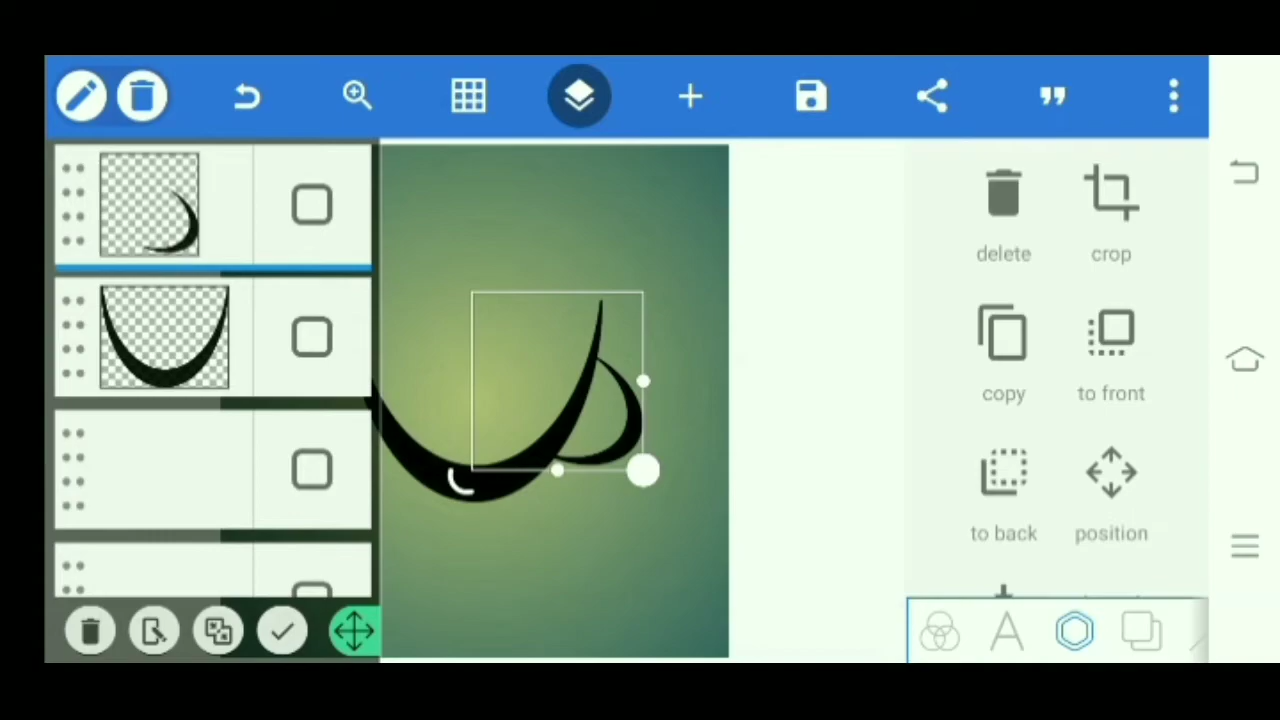 delete
crop
copy
to front
to back
position